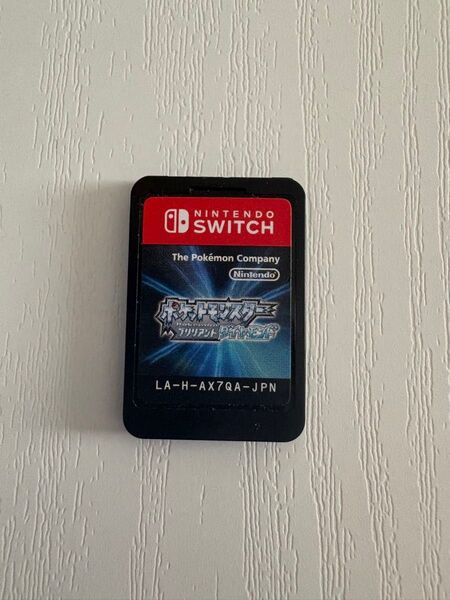 NINTENDO
SWITCH
The Pokémon Company
Nintendo
ポケットモンスター
ブリリアントダイヤモンド
LA-H-AX7QA-JPN